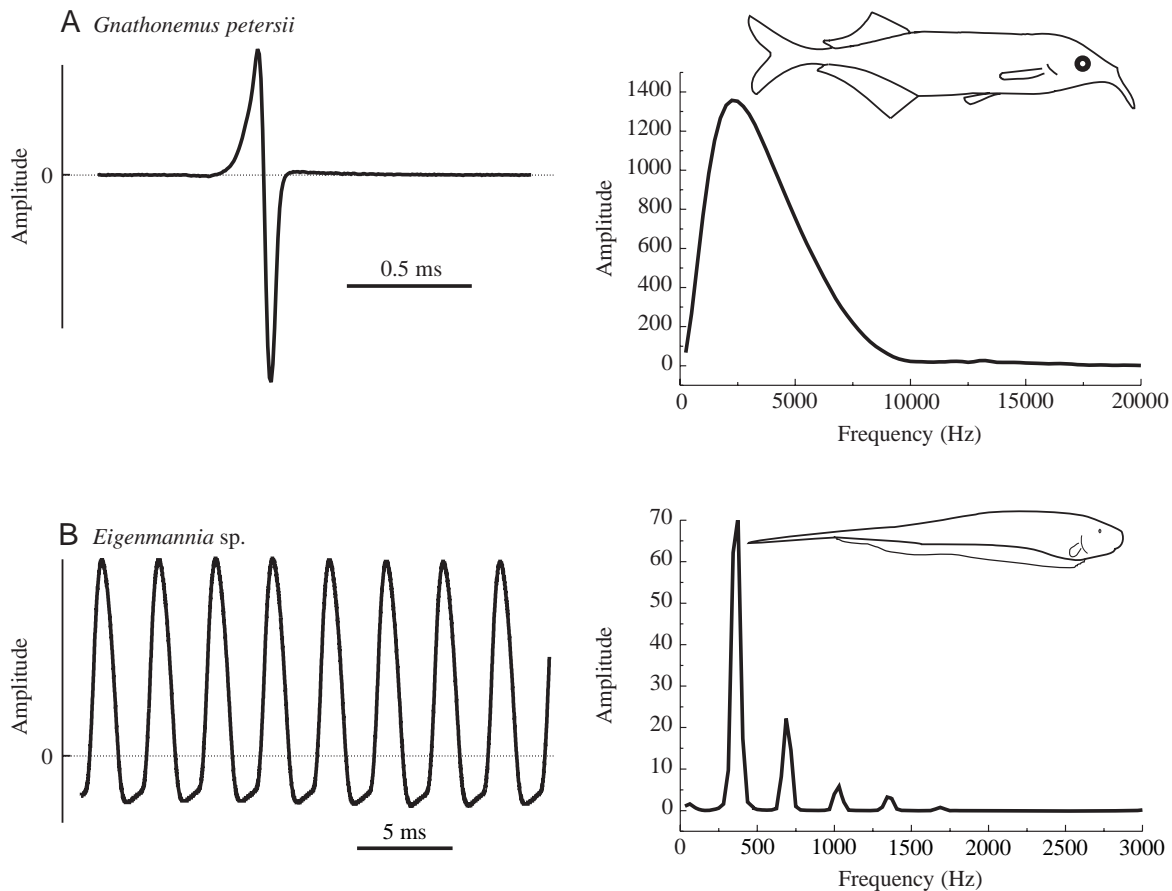 A Gnathonemus petersii
Amplitude
0
0.5 ms
Amplitude
1400
1200
1000
800
600
400
200
0
0 5000 10000 15000 20000
Frequency (Hz)
B Eigenmannia sp.
Amplitude
0
5 ms
Amplitude
70
60
50
40
30
20
10
0
0 500 1000 1500 2000 2500 3000
Frequency (Hz)